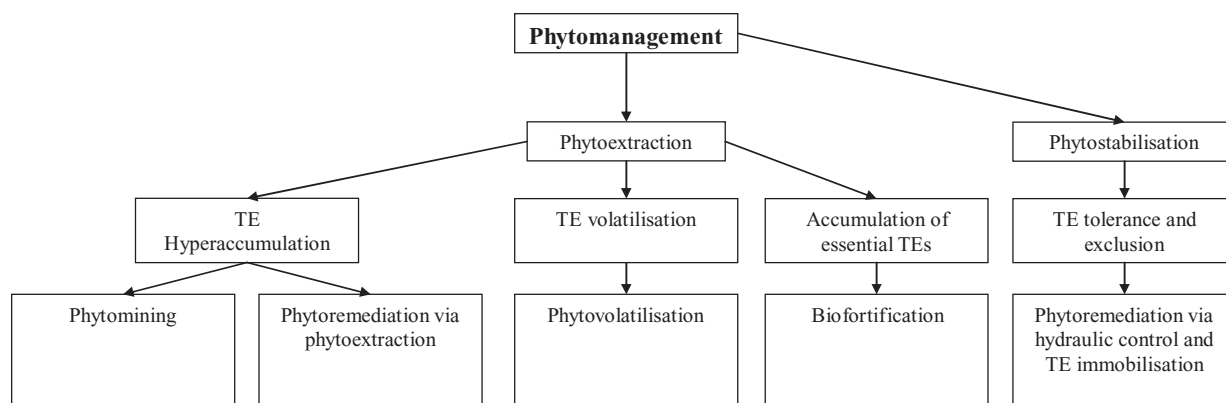 Phytomanagement
Phytoextraction
Phytostabilisation
TE
Hyperaccumulation
TE volatilisation
Accumulation of
essential TEs
TE tolerance and
exclusion
Phytomining
Phytoremediation via
phytoextraction
Phytovolatilisation
Biofortification
Phytoremediation via
hydraulic control and
TE immobilisation